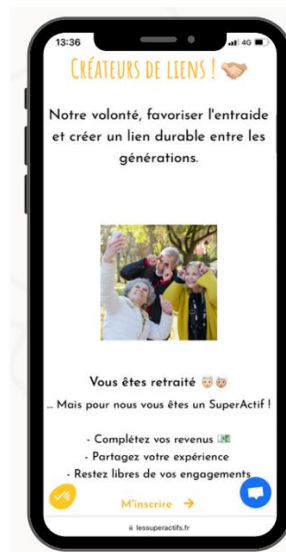 13:36
4G
CRÉATEURS DE LIENS !
Notre volonté, favoriser l'entraide
et créer un lien durable entre les
générations.
Vous êtes retraité
... Mais pour nous vous êtes un SuperActif !
- Complétez vos revenus
- Partagez votre expérience
- Restez libres de vos engagements
M'inscrire →
lessuperactifs.fr